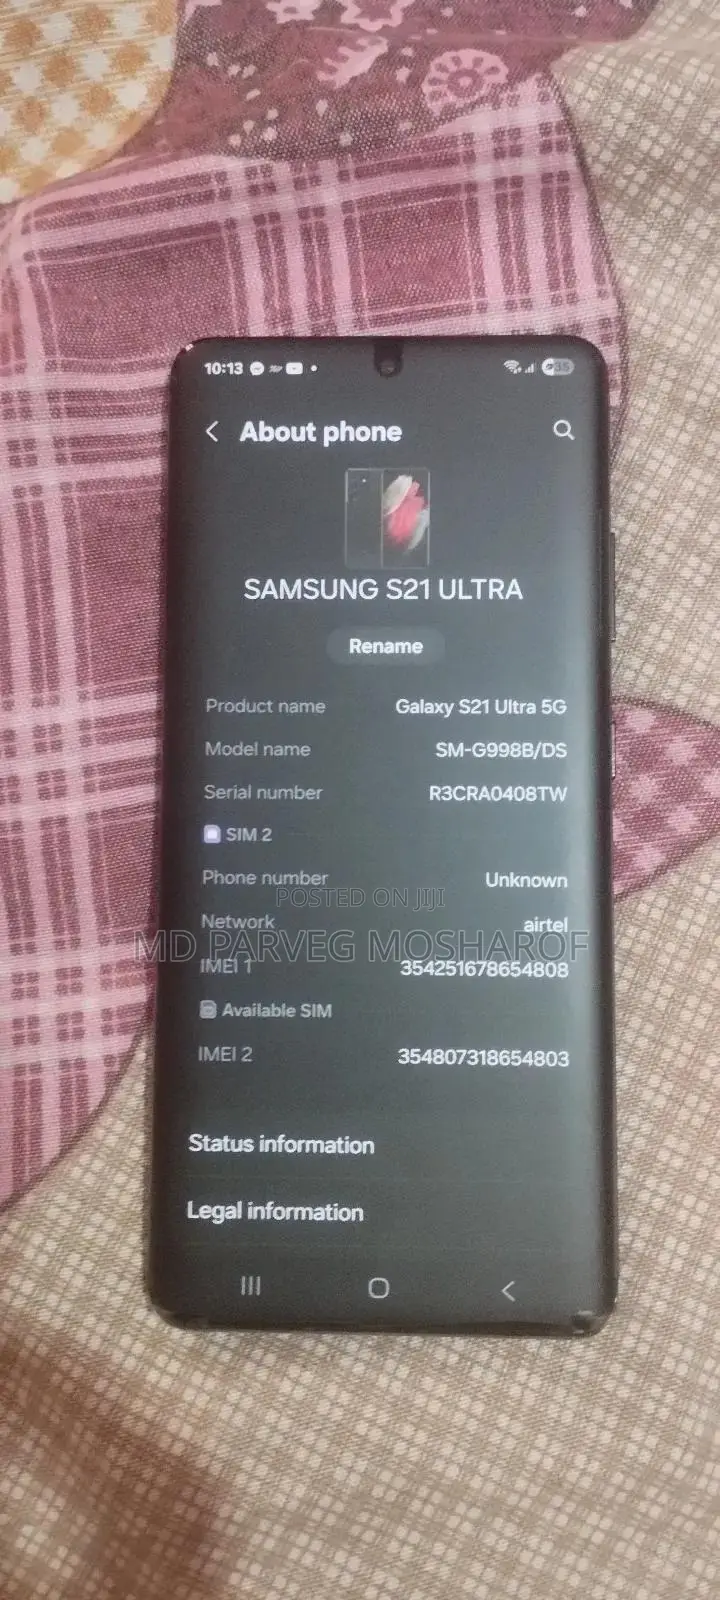 10:13
35
About phone
SAMSUNG S21 ULTRA
Rename
Product name Galaxy S21 Ultra 5G
Model name SM-G998B/DS
Serial number R3CRA0408TW
SIM 2
Phone number Unknown
POSTED ON JIJI
Network airtel
MD PARVEG MOSHAROF
IMEI 1 354251678654808
Available SIM
IMEI 2 354807318654803
Status information
Legal information